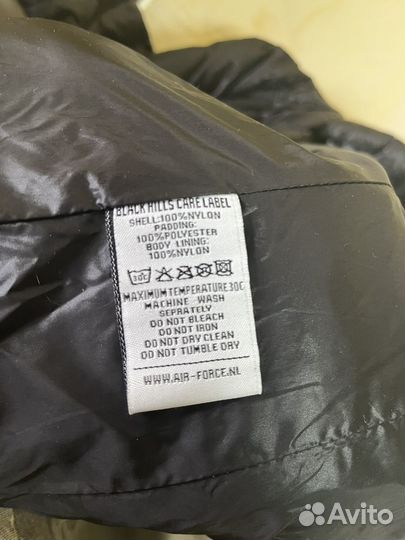 BLACK HILLS CARE LABEL
SHELL:100%NYLON
PADDING:
100%POLYESTER
BODY LINING:
100%NYLON
30C
MAXIMUM TEMPERATURE 30C
MACHINE WASH
SEPRATELY
DO NOT BLEACH
DO NOT IRON
DO NOT DRY CLEAN
DO NOT TUMBLE DRY
WWW.AIR-FORCE.NL
Avito